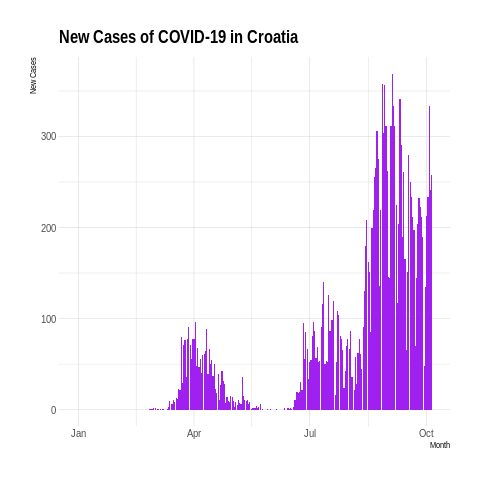 New Cases of COVID-19 in Croatia
New Cases
300
200
100
0
Jan Apr Jul Oct
Month